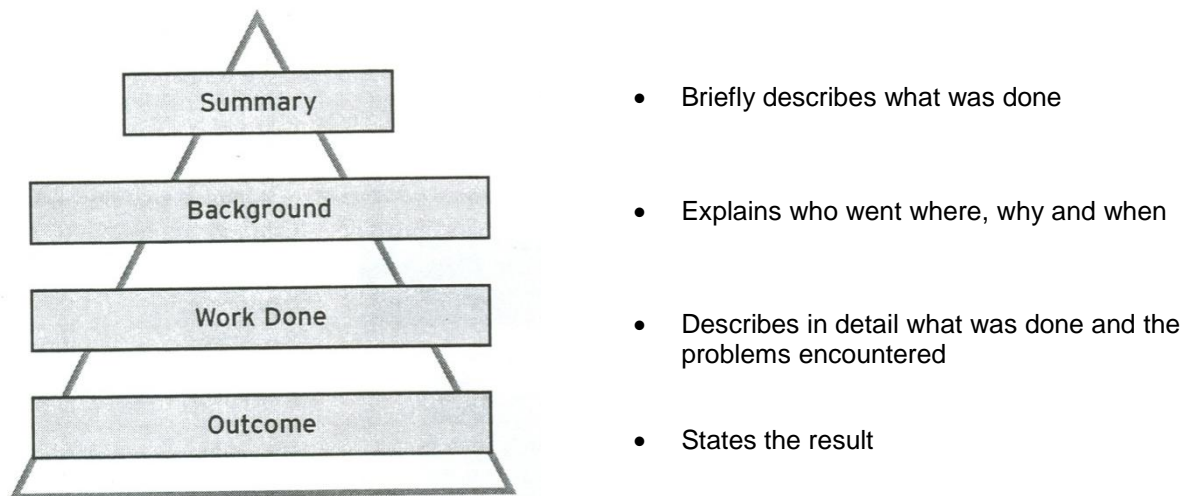 Summary
• Briefly describes what was done
Background
• Explains who went where, why and when
Work Done
• Describes in detail what was done and the
problems encountered
Outcome
• States the result